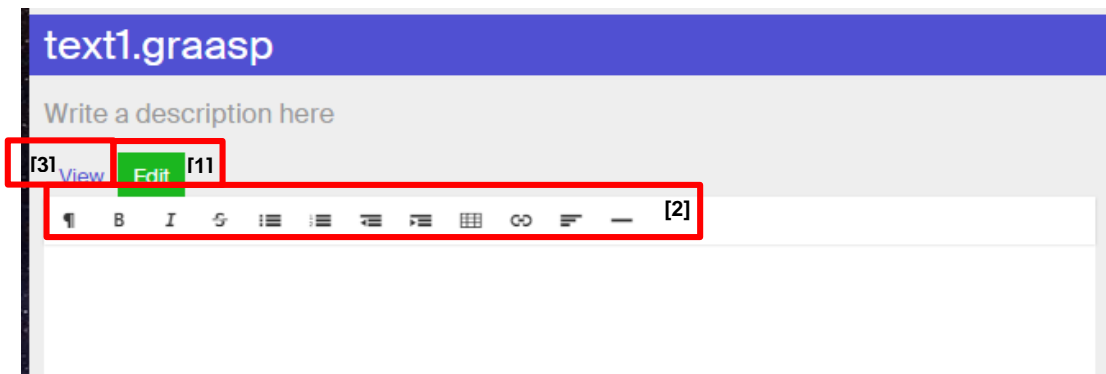 text1.graasp
Write a description here
[3] View Edit [1]
¶ B I S [2]